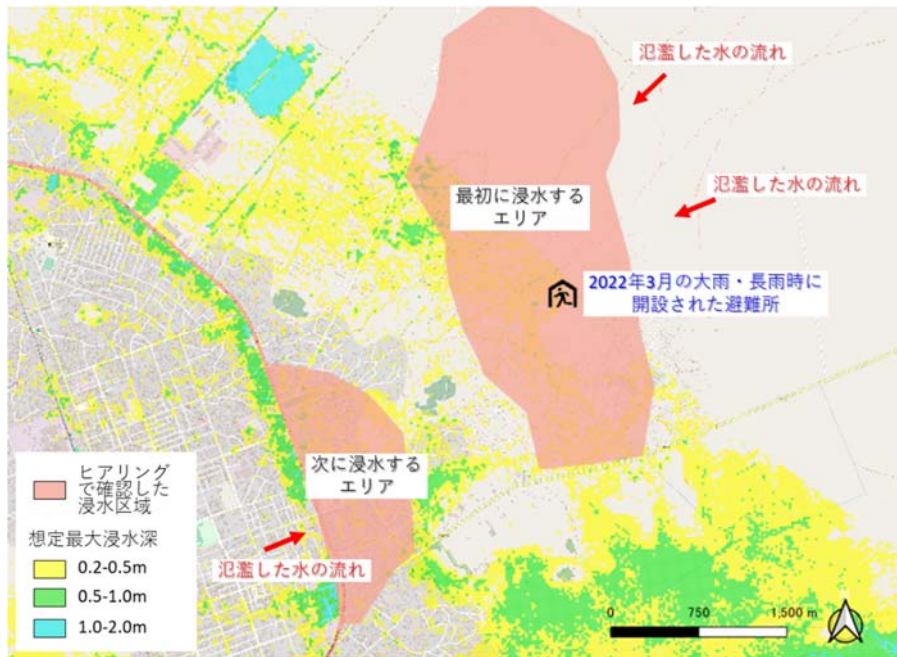 氾濫した水の流れ
最初に浸水する
エリア
氾濫した水の流れ
2022年3月の大雨・長雨時に
開設された避難所
次に浸水する
エリア
氾濫した水の流れ
ヒアリング
で確認した
浸水区域
想定最大浸水深
0.2-0.5m
0.5-1.0m
1.0-2.0m
0 750 1,500 m